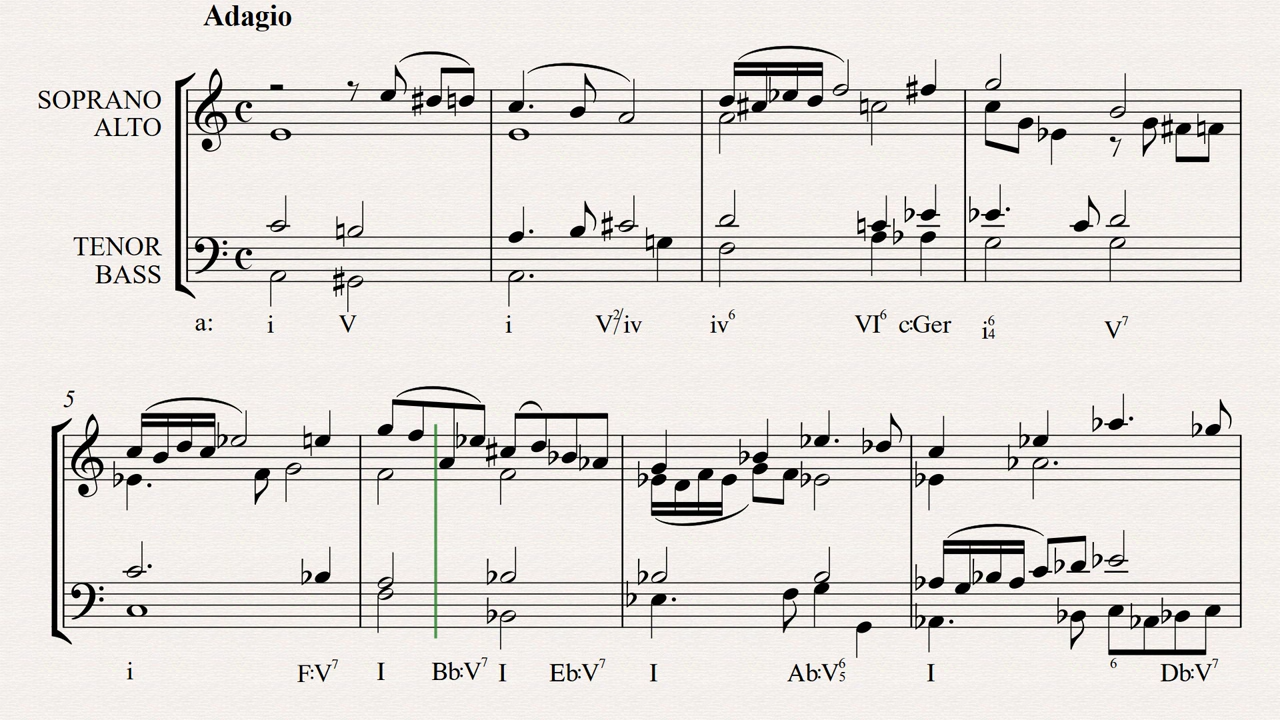 Adagio
SOPRANO
ALTO
TENOR
BASS
a: i V i V2/iv iv6 VI6 c:Ger i64 V7
5
i F:V7 I Bb:V7 I Eb:V7 I Ab:V65 I 6 Db:V7